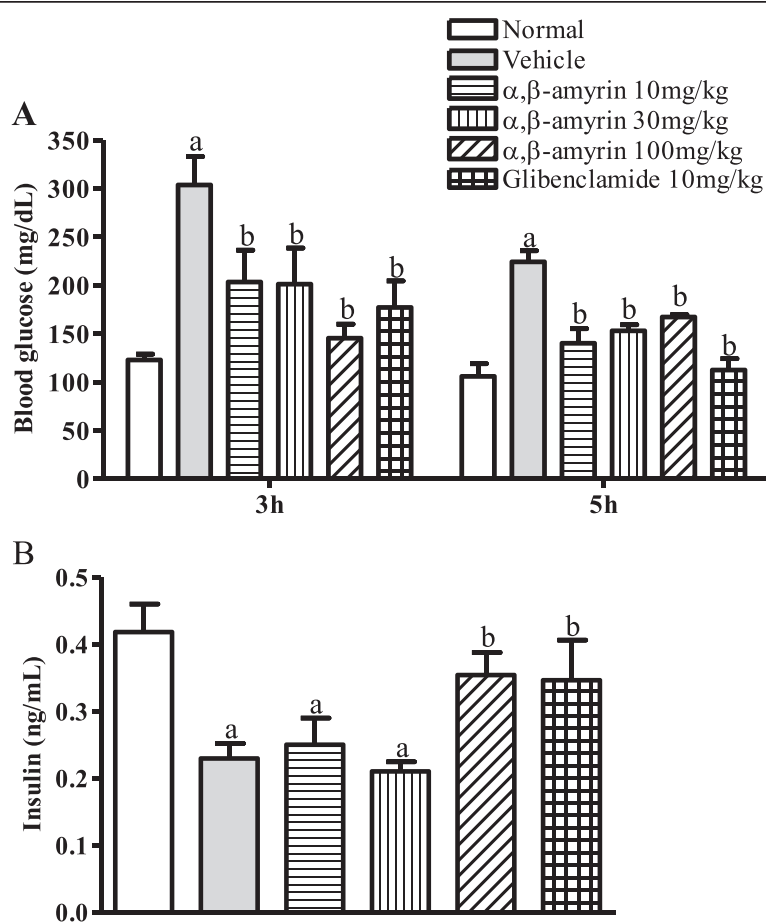 Normal
Vehicle
α,β-amyrin 10mg/kg
α,β-amyrin 30mg/kg
α,β-amyrin 100mg/kg
Glibenclamide 10mg/kg
A
Blood glucose (mg/dL)
350
300
250
200
150
100
50
0
a
b
b
b
b
a
b
b
b
b
3h
5h
B
Insulin (ng/mL)
0.5
0.4
0.3
0.2
0.1
0.0
a
a
a
b
b